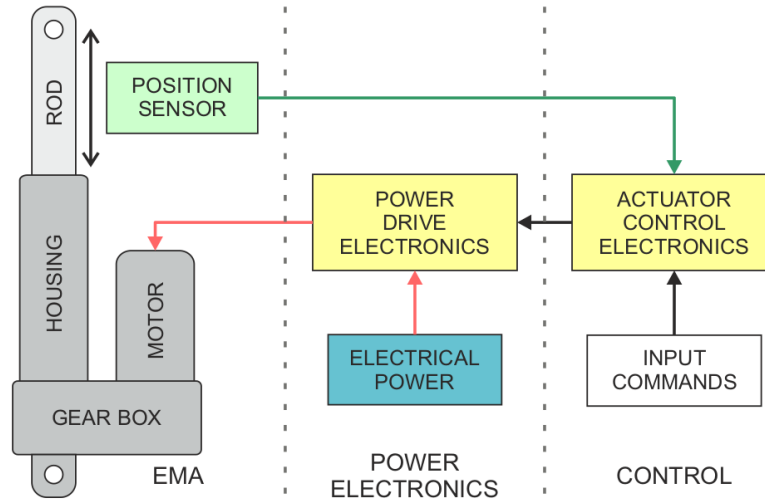 ROD
POSITION
SENSOR
HOUSING
MOTOR
GEAR BOX
EMA
POWER
DRIVE
ELECTRONICS
ELECTRICAL
POWER
POWER
ELECTRONICS
ACTUATOR
CONTROL
ELECTRONICS
INPUT
COMMANDS
CONTROL